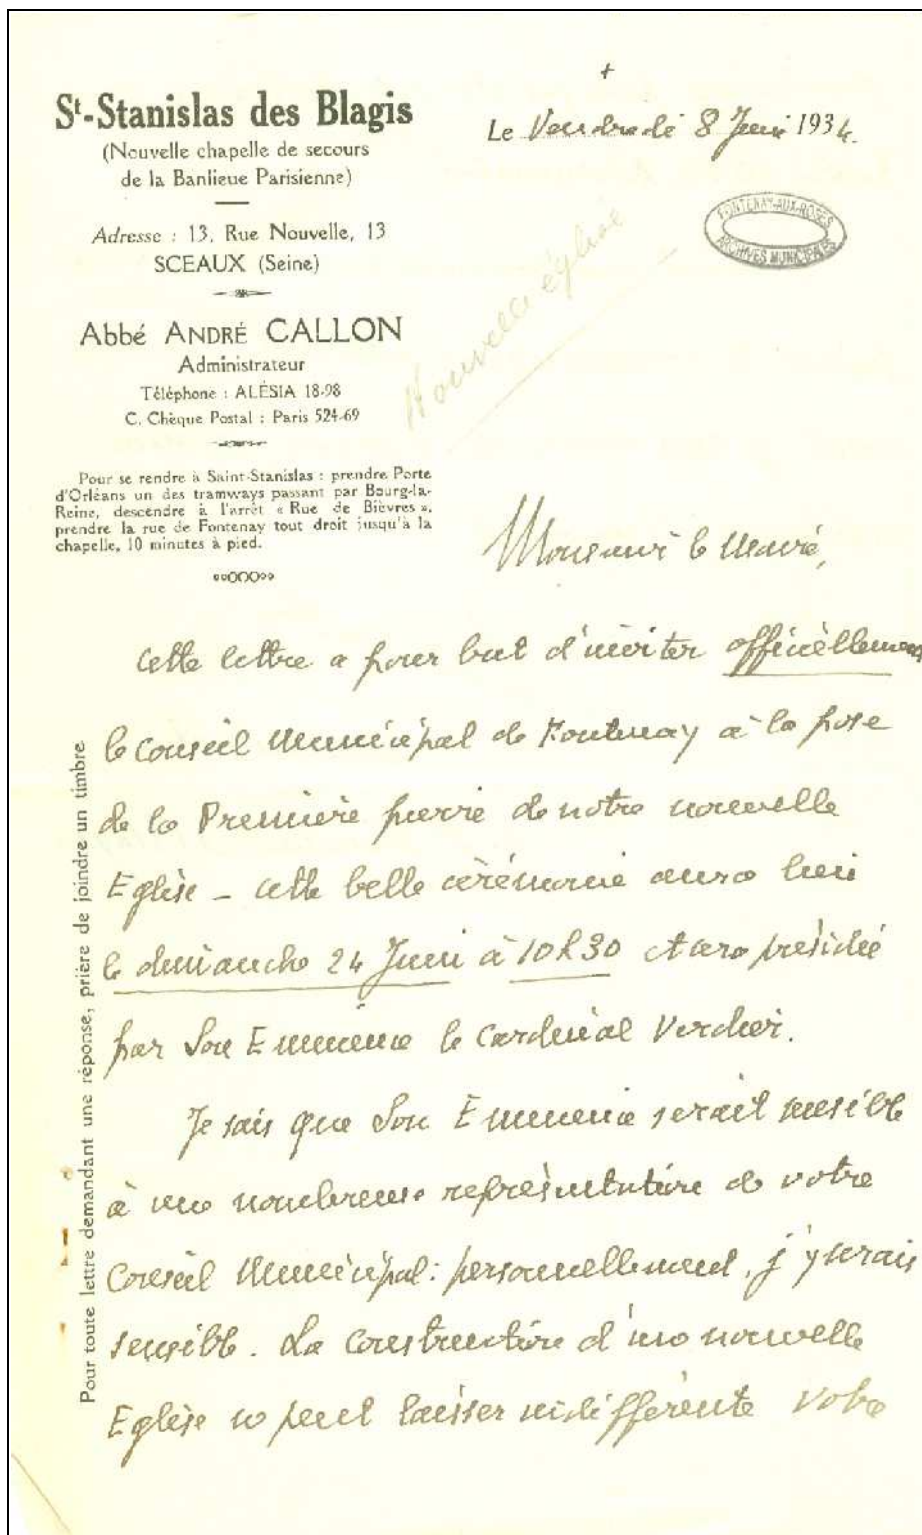 St-Stanislas des Blagis
(Nouvelle chapelle de secours
de la Banlieue Parisienne)
Adresse : 13, Rue Nouvelle, 13
SCEAUX (Seine)
Abbé ANDRÉ CALLON
Administrateur
Téléphone : ALÉSIA 18-98
C. Chèque Postal : Paris 524-69
Pour se rendre à Saint-Stanislas : prendre Porte
d'Orléans un des tramways passant par Bourg-la-
Reine, descendre à l'arrêt « Rue de Bièvres »,
prendre la rue de Fontenay tout droit jusqu'à la
chapelle, 10 minutes à pied.
+
Le Vendredi 8 Juin 1934.
FONTENAY-AUX-ROSES
ARCHIVES MUNICIPALES
Nouvelle église
Monsieur le Maire,
Cette lettre a pour but d'inviter officiellement
le Conseil Municipal de Fontenay à la pose
de la Première pierre de notre nouvelle
Eglise - cette belle cérémonie aura lieu
le dimanche 24 Juin à 10h30 et sera présidée
par Son Eminence le Cardinal Verdier.
Je sais que Son Eminence serait sensible
à une nombreuse représentation de votre
Conseil Municipal : personnellement, j'y serais
sensible. La construction d'une nouvelle
Eglise ne peut laisser indifférente votre
Pour toute lettre demandant une réponse, prière de joindre un timbre